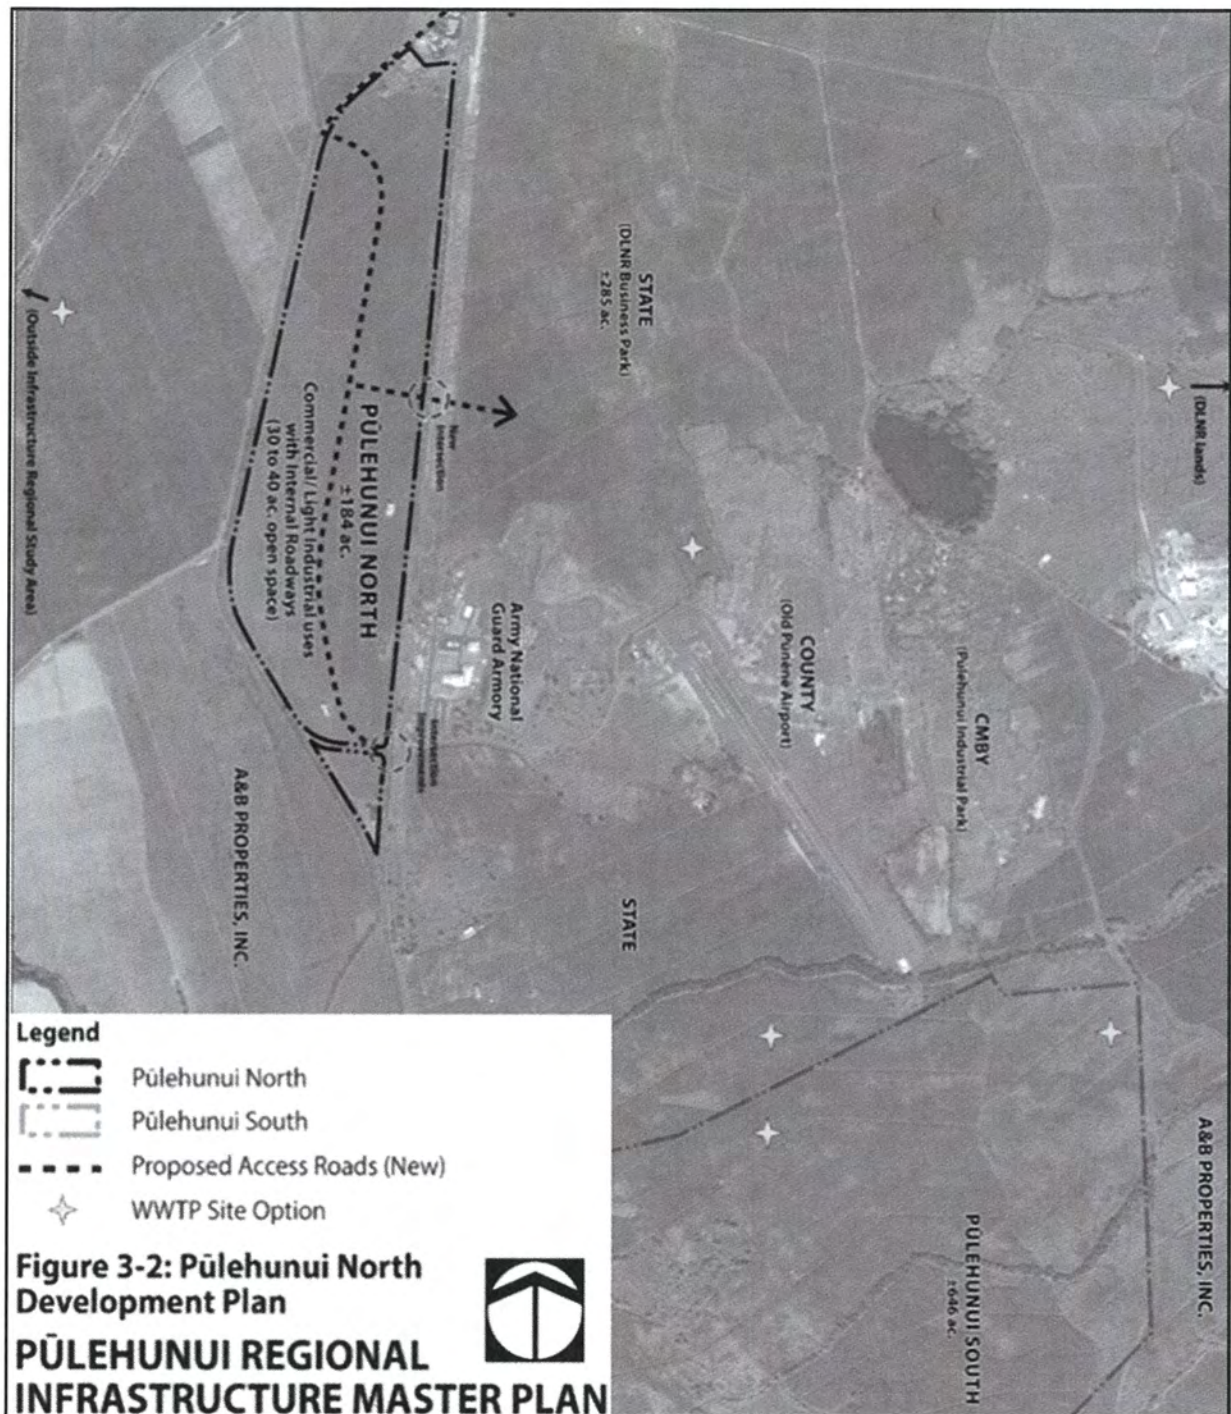 STATE
(DLNR Business Park)
±285 ac.
(DLNR lands)
(Outside Infrastructure Regional Study Area)
New
Intersection
PŪLEHUNUI NORTH
±184 ac.
Commercial/ Light Industrial uses
with Internal Roadways
(30 to 40 ac. open space)
Army National
Guard Armory
Intersection
Improvements
COUNTY
(Old Punēnē Airport)
CMBY
(Pulehunui Industrial Park)
A&B PROPERTIES, INC.
STATE
A&B PROPERTIES, INC.
PŪLEHUNUI SOUTH
±646 ac.
Legend
Pūlehunui North
Pūlehunui South
Proposed Access Roads (New)
WWTP Site Option
Figure 3-2: Pūlehunui North
Development Plan
PŪLEHUNUI REGIONAL
INFRASTRUCTURE MASTER PLAN